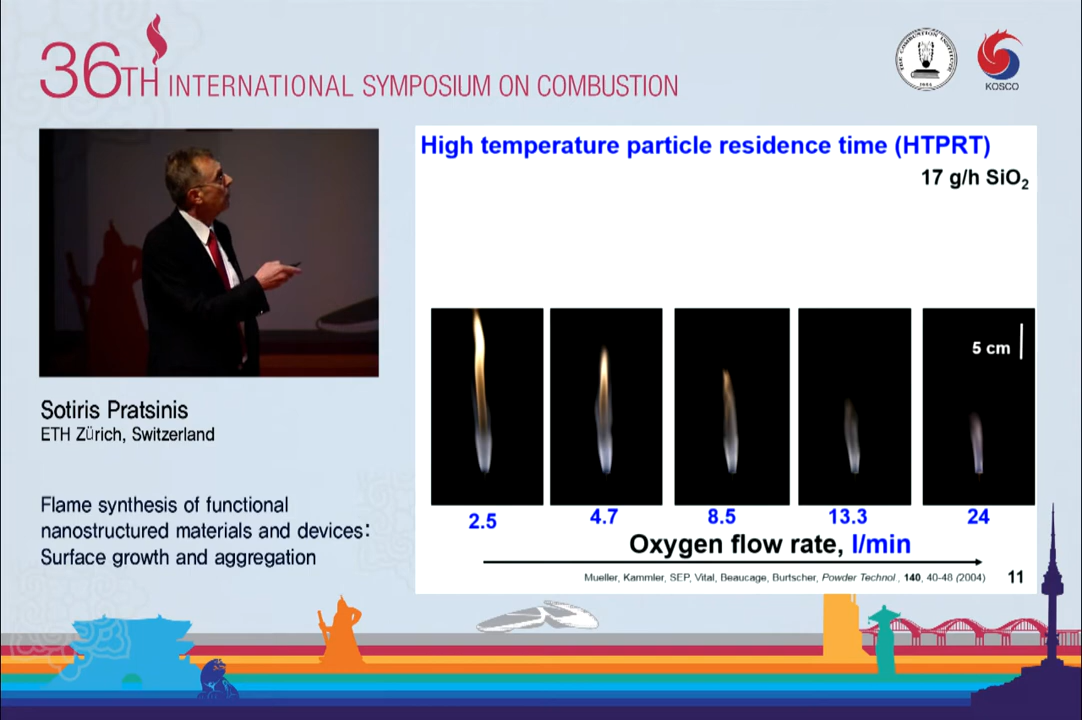 36TH INTERNATIONAL SYMPOSIUM ON COMBUSTION
THE COMBUSTION INSTITUTE
KOSCO
High temperature particle residence time (HTPRT)
17 g/h SiO₂
5 cm
2.5 4.7 8.5 13.3 24
Oxygen flow rate, l/min
Mueller, Kammler, SEP, Vital, Beaucage, Burtscher, Powder Technol., 140, 40-48 (2004) 11
Sotiris Pratsinis
ETH Zürich, Switzerland
Flame synthesis of functional
nanostructured materials and devices:
Surface growth and aggregation